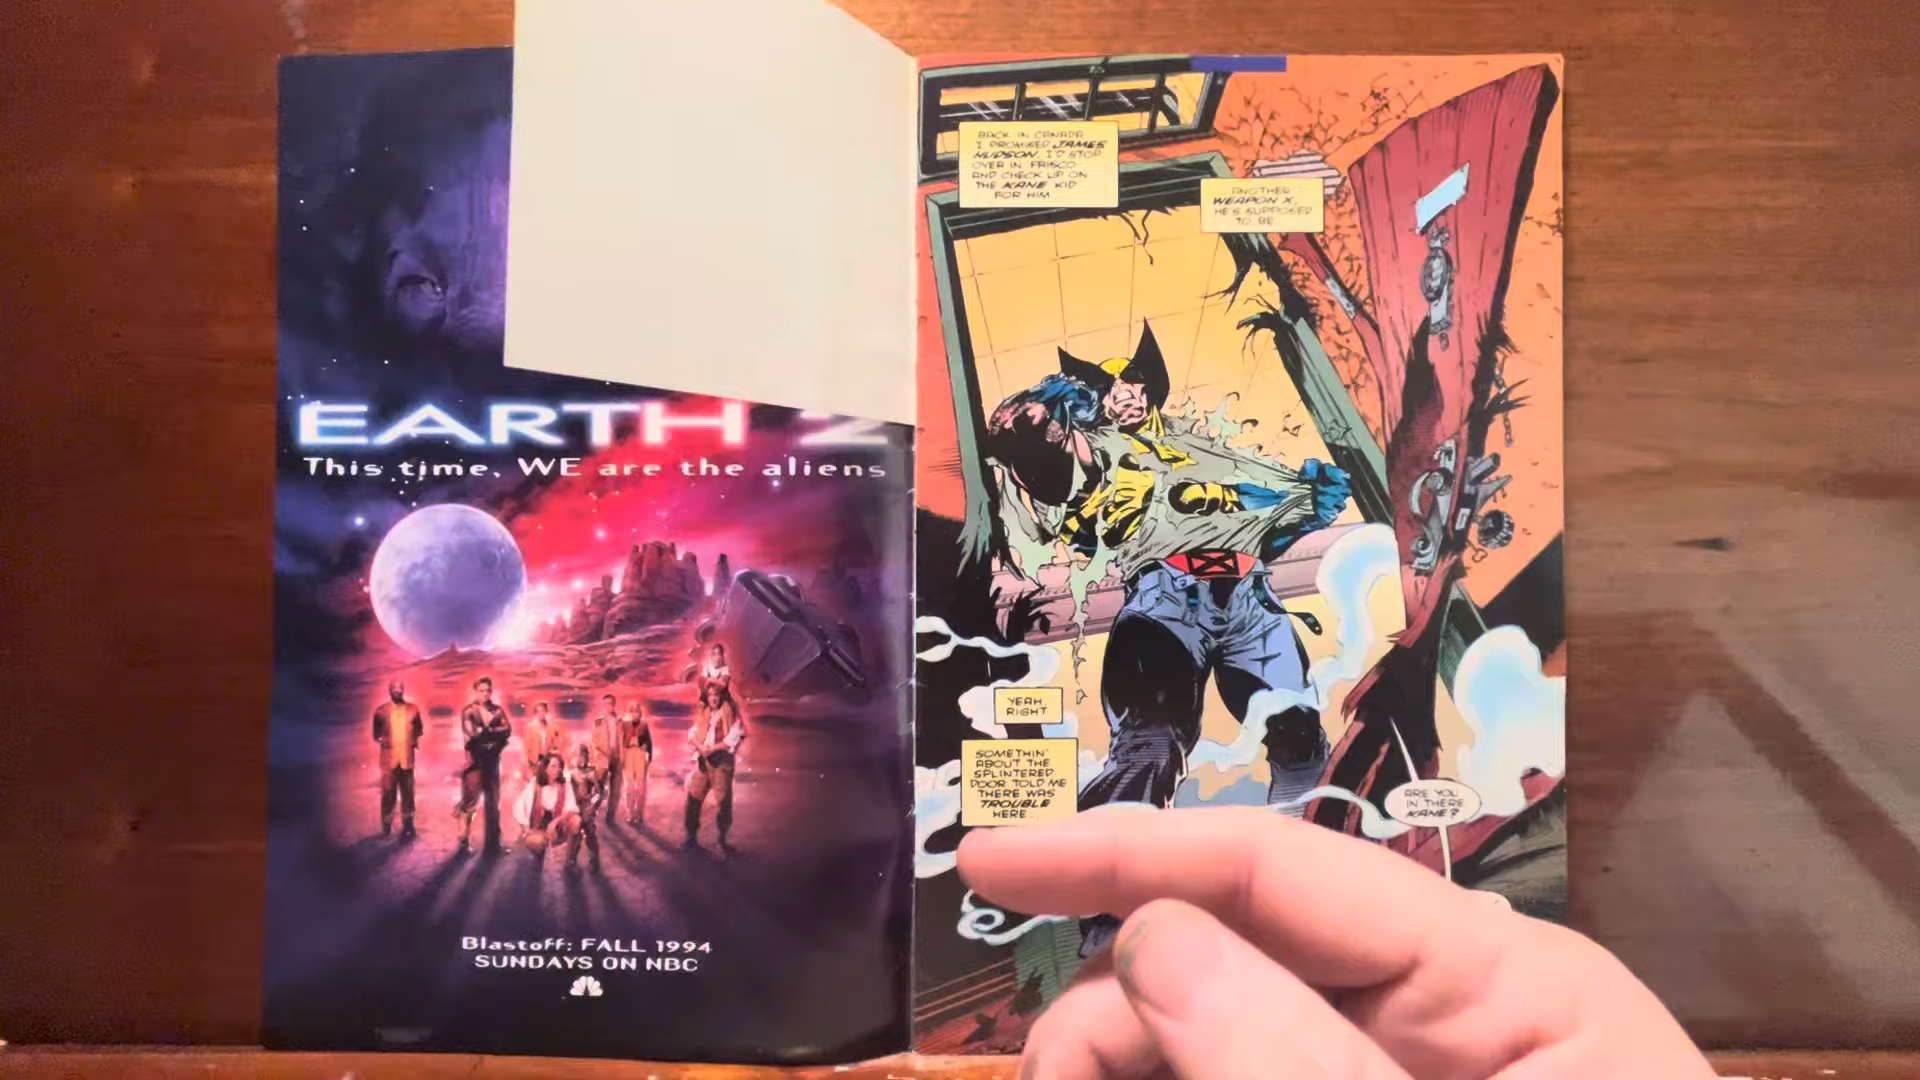 EARTH 2
This time, WE are the aliens
Blastoff: FALL 1994
SUNDAYS ON NBC
BACK IN CANADA
I PROMISED JAMES
HUDSON, I'D STOP
OVER IN FRISCO
AND CHECK UP ON
THE KANE KID
FOR HIM
ANOTHER
WEAPON X,
HE'S SUPPOSED
TO BE
YEAH,
RIGHT
SOMETHIN'
ABOUT THE
SPLINTERED
DOOR TOLD ME
THERE WAS
TROUBLE
HERE...
ARE YOU
IN THERE
KANE?